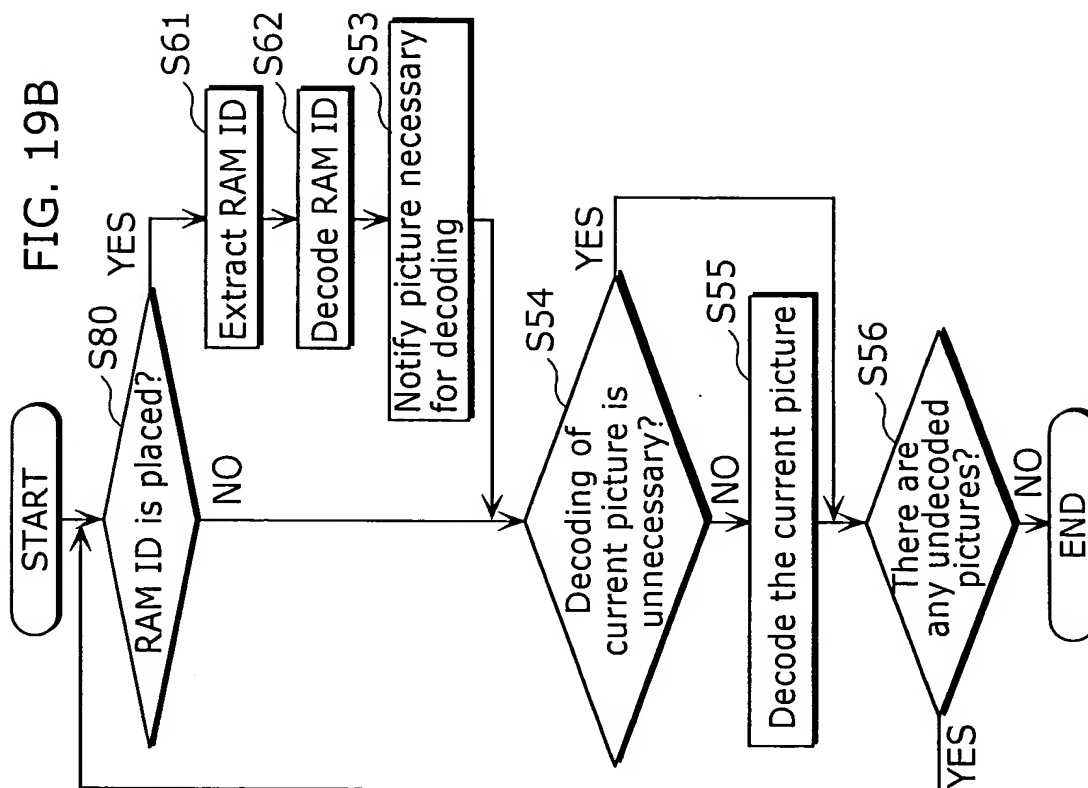 FIG. 19B
START
S80
RAM ID is placed?
YES
NO
S61
Extract RAM ID
S62
Decode RAM ID
S53
Notify picture necessary
for decoding
S54
Decoding of
current picture is
unnecessary?
YES
NO
S55
Decode the current picture
S56
There are
any undecoded
pictures?
YES
NO
END